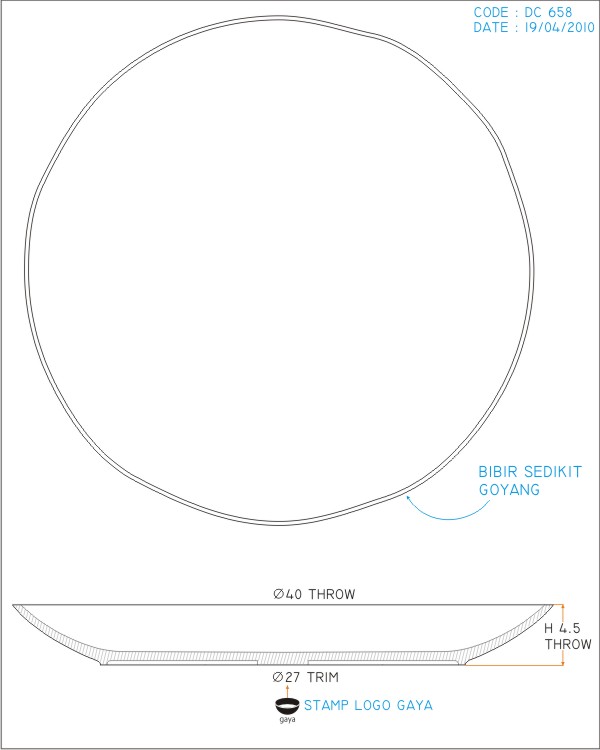 CODE : DC 658
DATE : 19/04/2010
BIBIR SEDIKIT
GOYANG
Ø40 THROW
H 4.5
THROW
Ø27 TRIM
STAMP LOGO GAYA
gaya